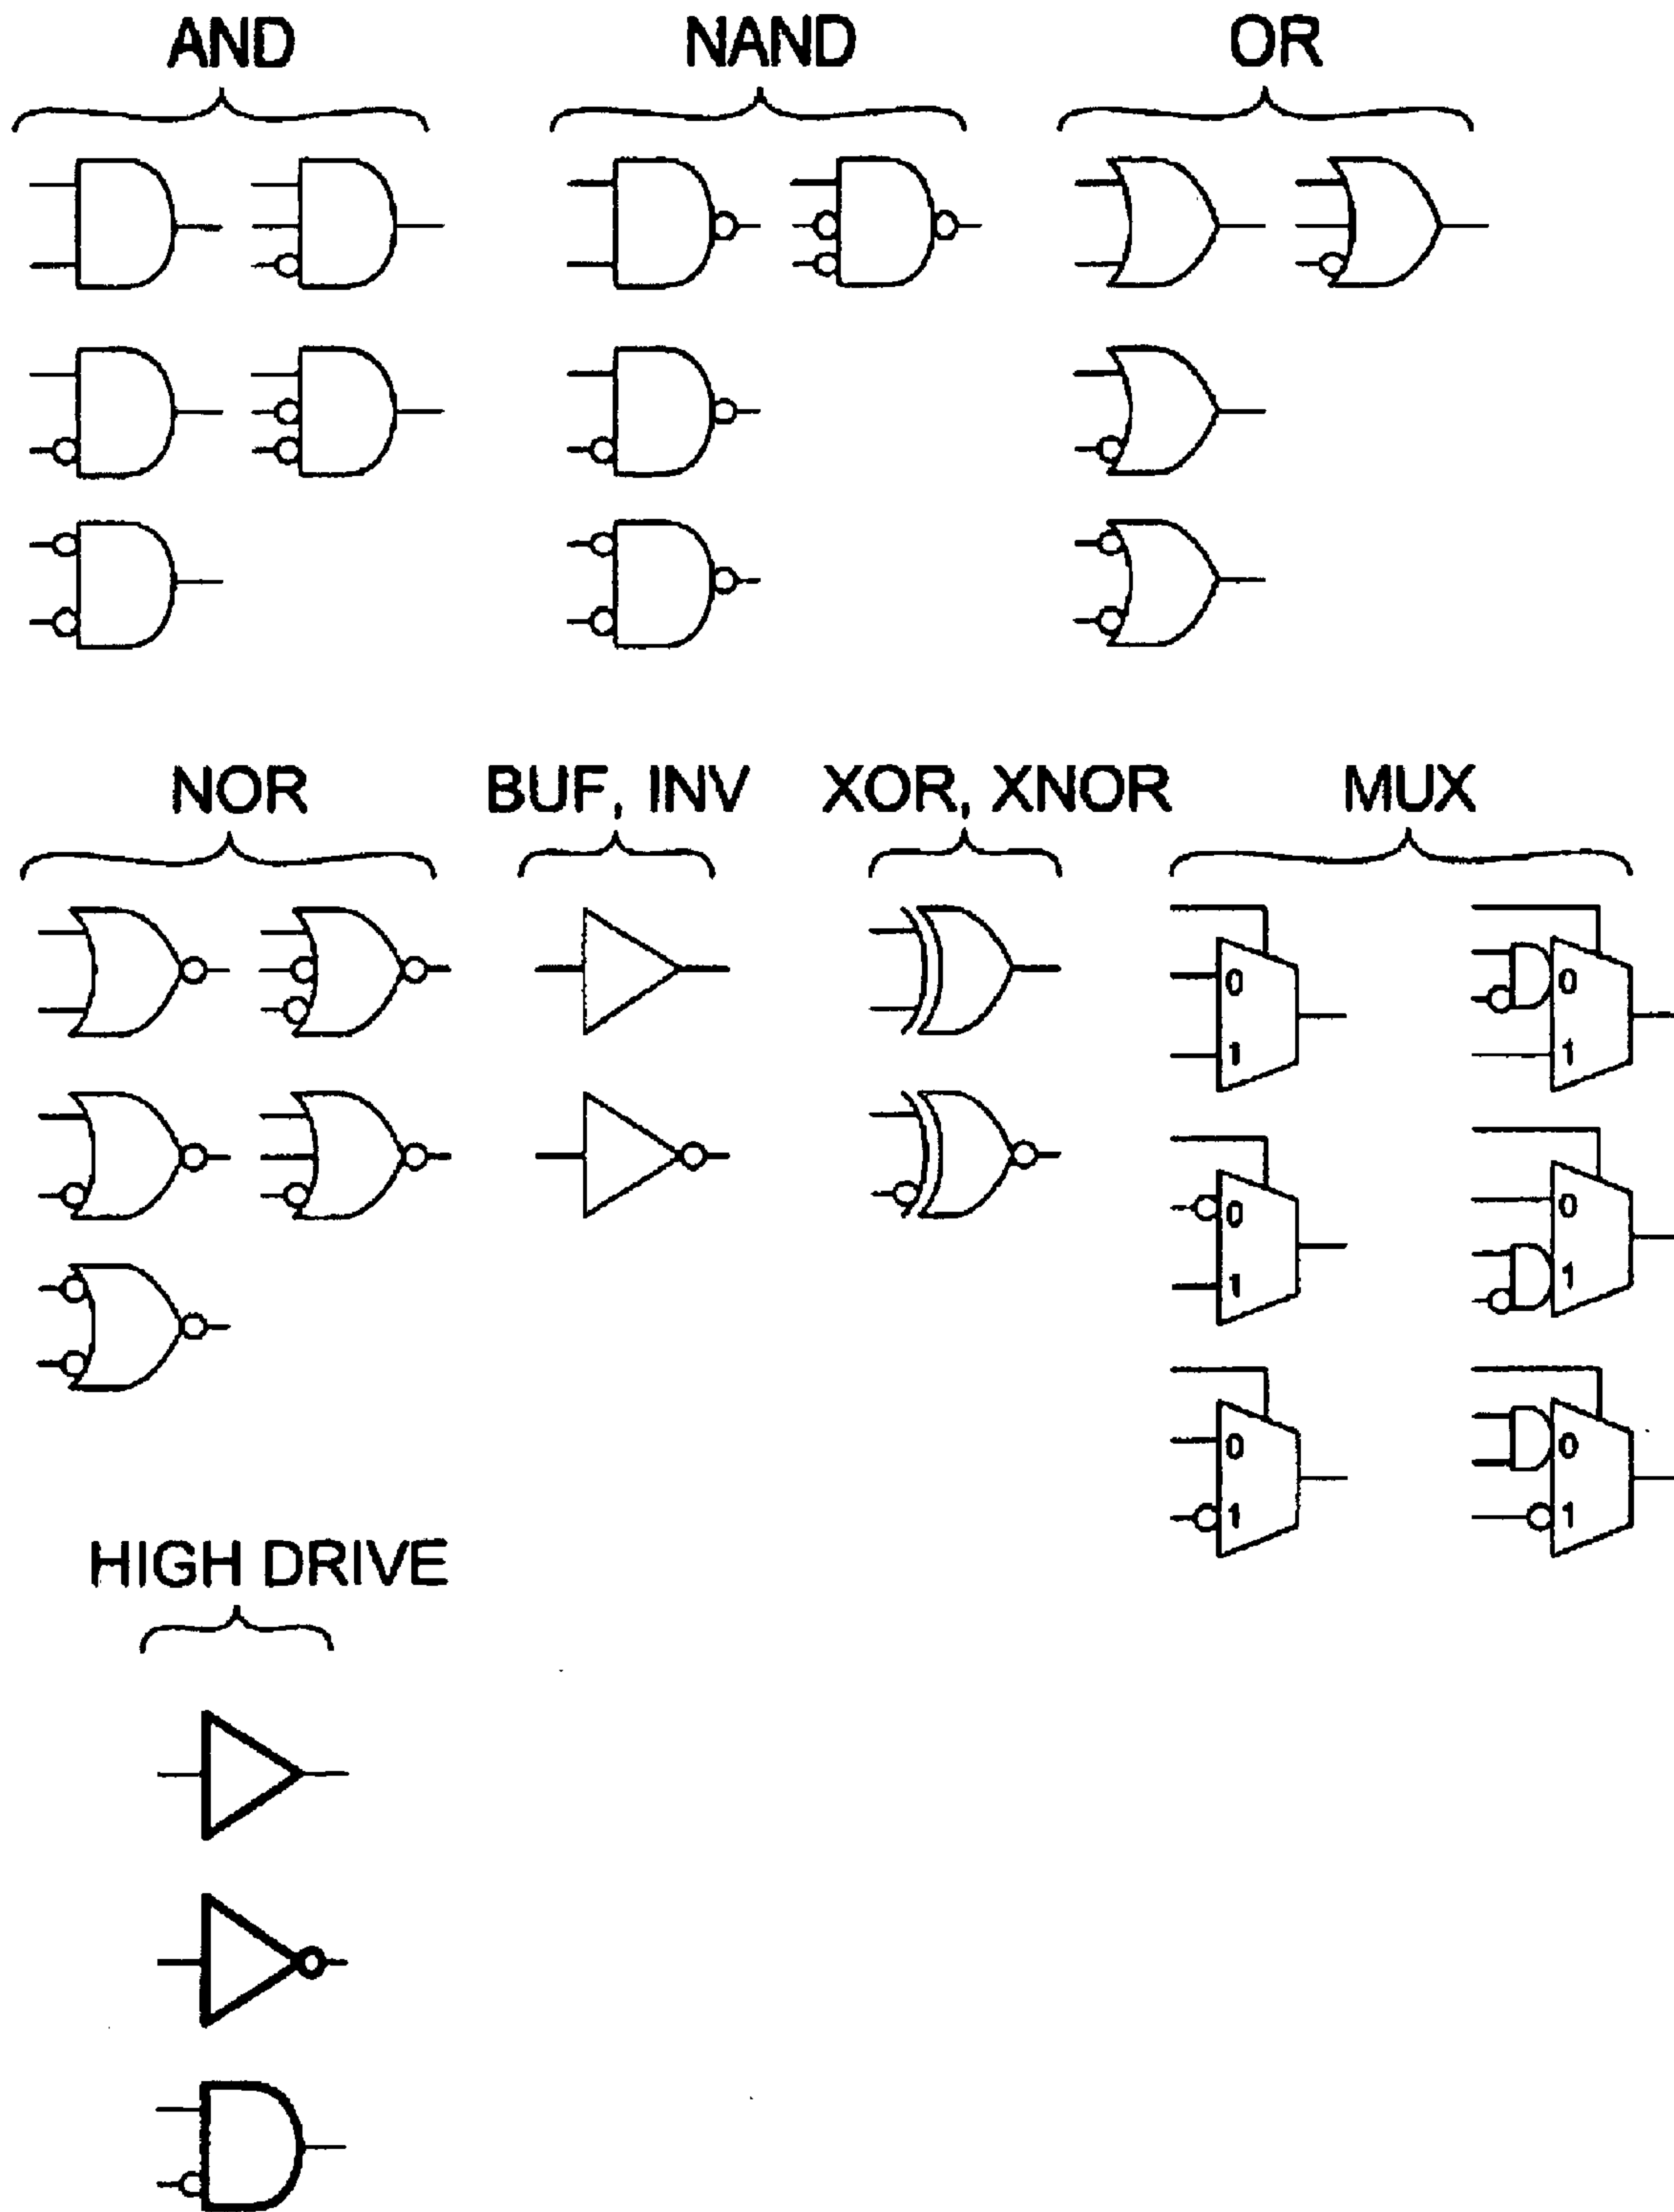 AND NAND OR
NOR BUF, INV XOR, XNOR MUX
0 0
1 1
0 0
1 1
0 0
1 1
HIGH DRIVE